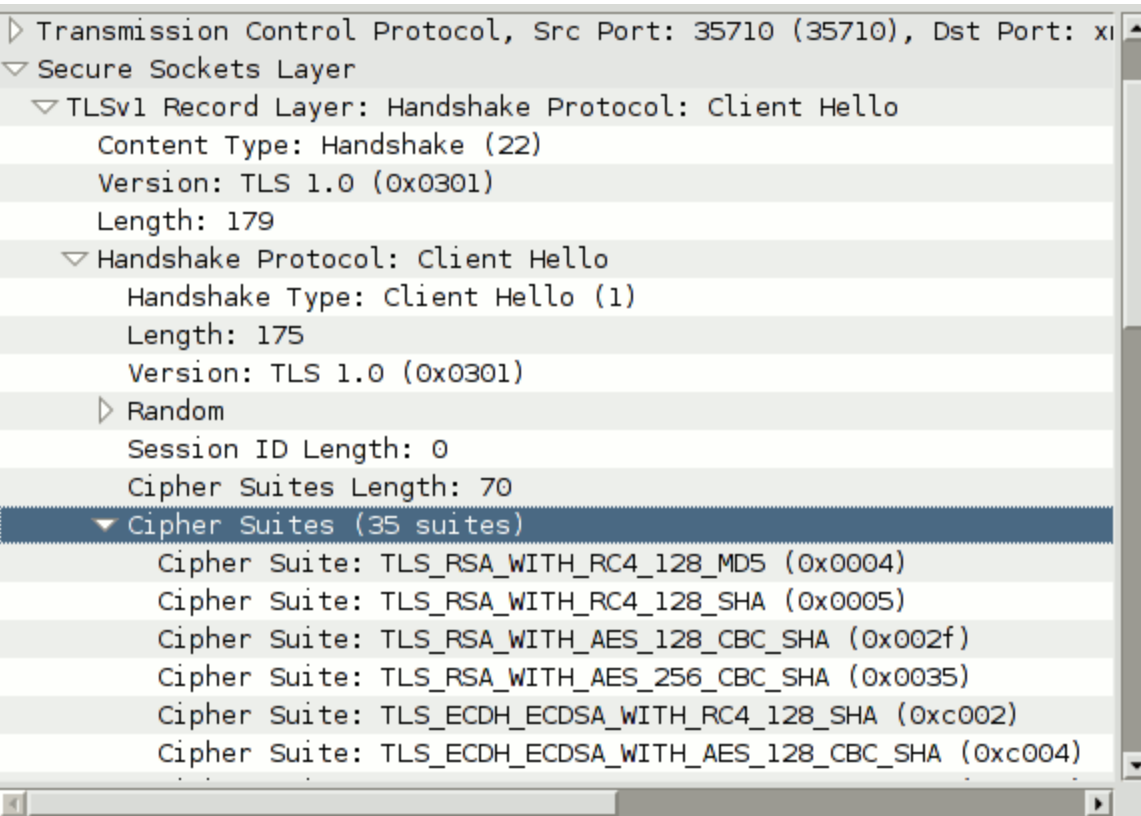 Transmission Control Protocol, Src Port: 35710 (35710), Dst Port:
Secure Sockets Layer
TLSv1 Record Layer: Handshake Protocol: Client Hello
Content Type: Handshake (22)
Version: TLS 1.0 (0x0301)
Length: 179
Handshake Protocol: Client Hello
Handshake Type: Client Hello (1)
Length: 175
Version: TLS 1.0 (0x0301)
Random
Session ID Length: 0
Cipher Suites Length: 70
Cipher Suites (35 suites)
Cipher Suite: TLS_RSA_WITH_RC4_128_MD5 (0x0004)
Cipher Suite: TLS_RSA_WITH_RC4_128_SHA (0x0005)
Cipher Suite: TLS_RSA_WITH_AES_128_CBC_SHA (0x002f)
Cipher Suite: TLS_RSA_WITH_AES_256_CBC_SHA (0x0035)
Cipher Suite: TLS_ECDH_ECDSA_WITH_RC4_128_SHA (0xc002)
Cipher Suite: TLS_ECDH_ECDSA_WITH_AES_128_CBC_SHA (0xc004)